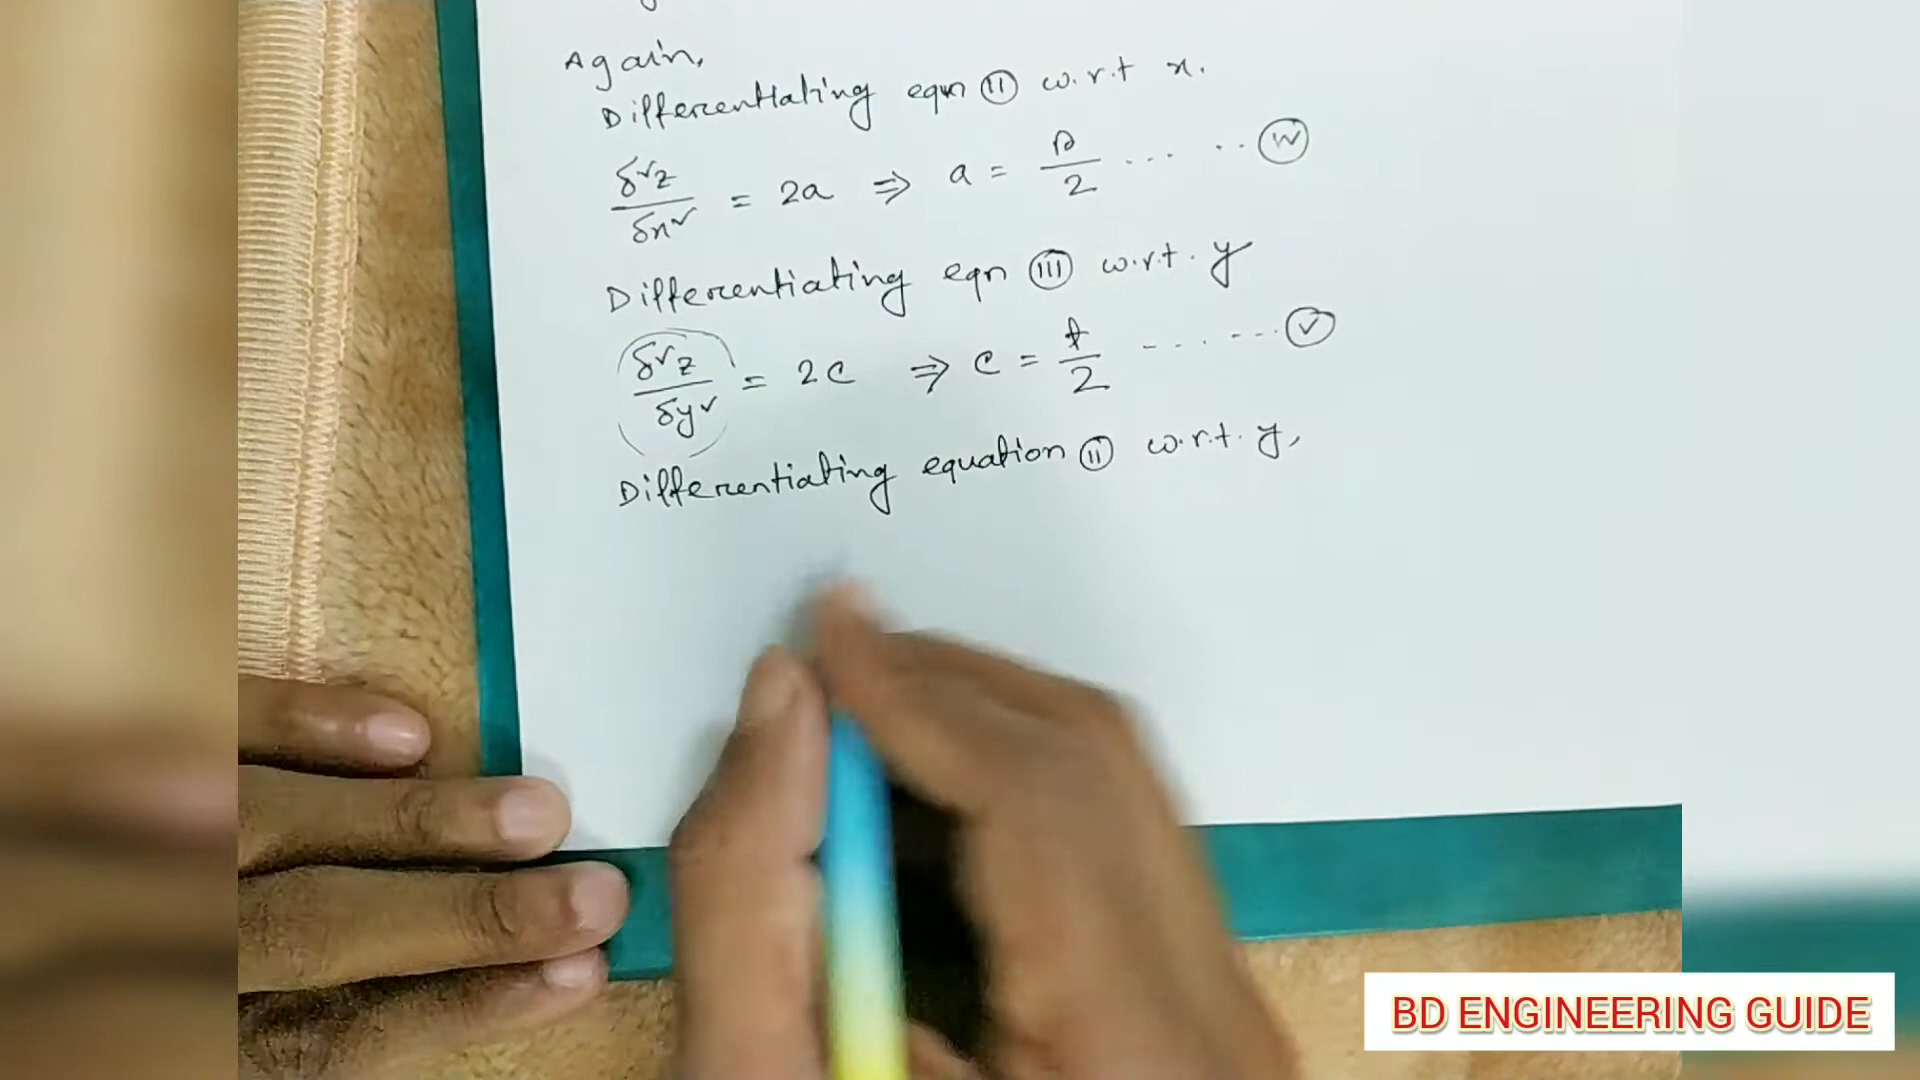 Again,
Differentiating eqn (II) w.r.t x.
δ²z/δx² = 2a ⇒ a = r/2 ... .. (IV)
Differentiating eqn (III) w.r.t. y
δ²z/δy² = 2c ⇒ c = t/2 ........ (V)
Differentiating equation (II) w.r.t. y,
BD ENGINEERING GUIDE